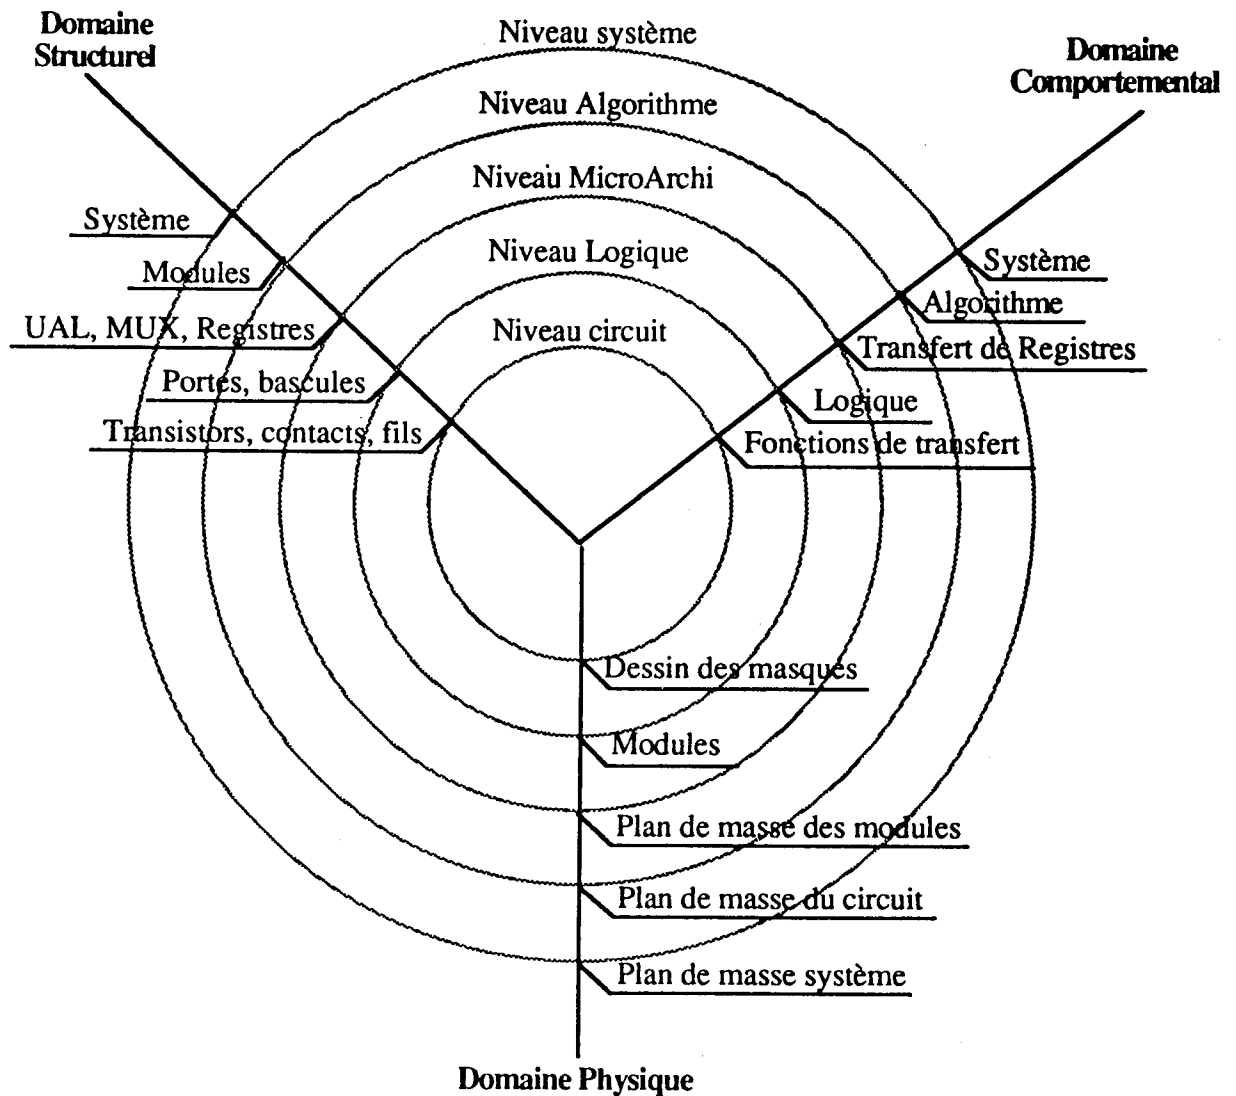 Domaine
Structurel
Niveau système
Domaine
Comportemental
Niveau Algorithme
Niveau MicroArchi
Niveau Logique
Niveau circuit
Système
Modules
UAL, MUX, Registres
Portes, bascules
Transistors, contacts, fils
Système
Algorithme
Transfert de Registres
Logique
Fonctions de transfert
Dessin des masques
Modules
Plan de masse des modules
Plan de masse du circuit
Plan de masse système
Domaine Physique